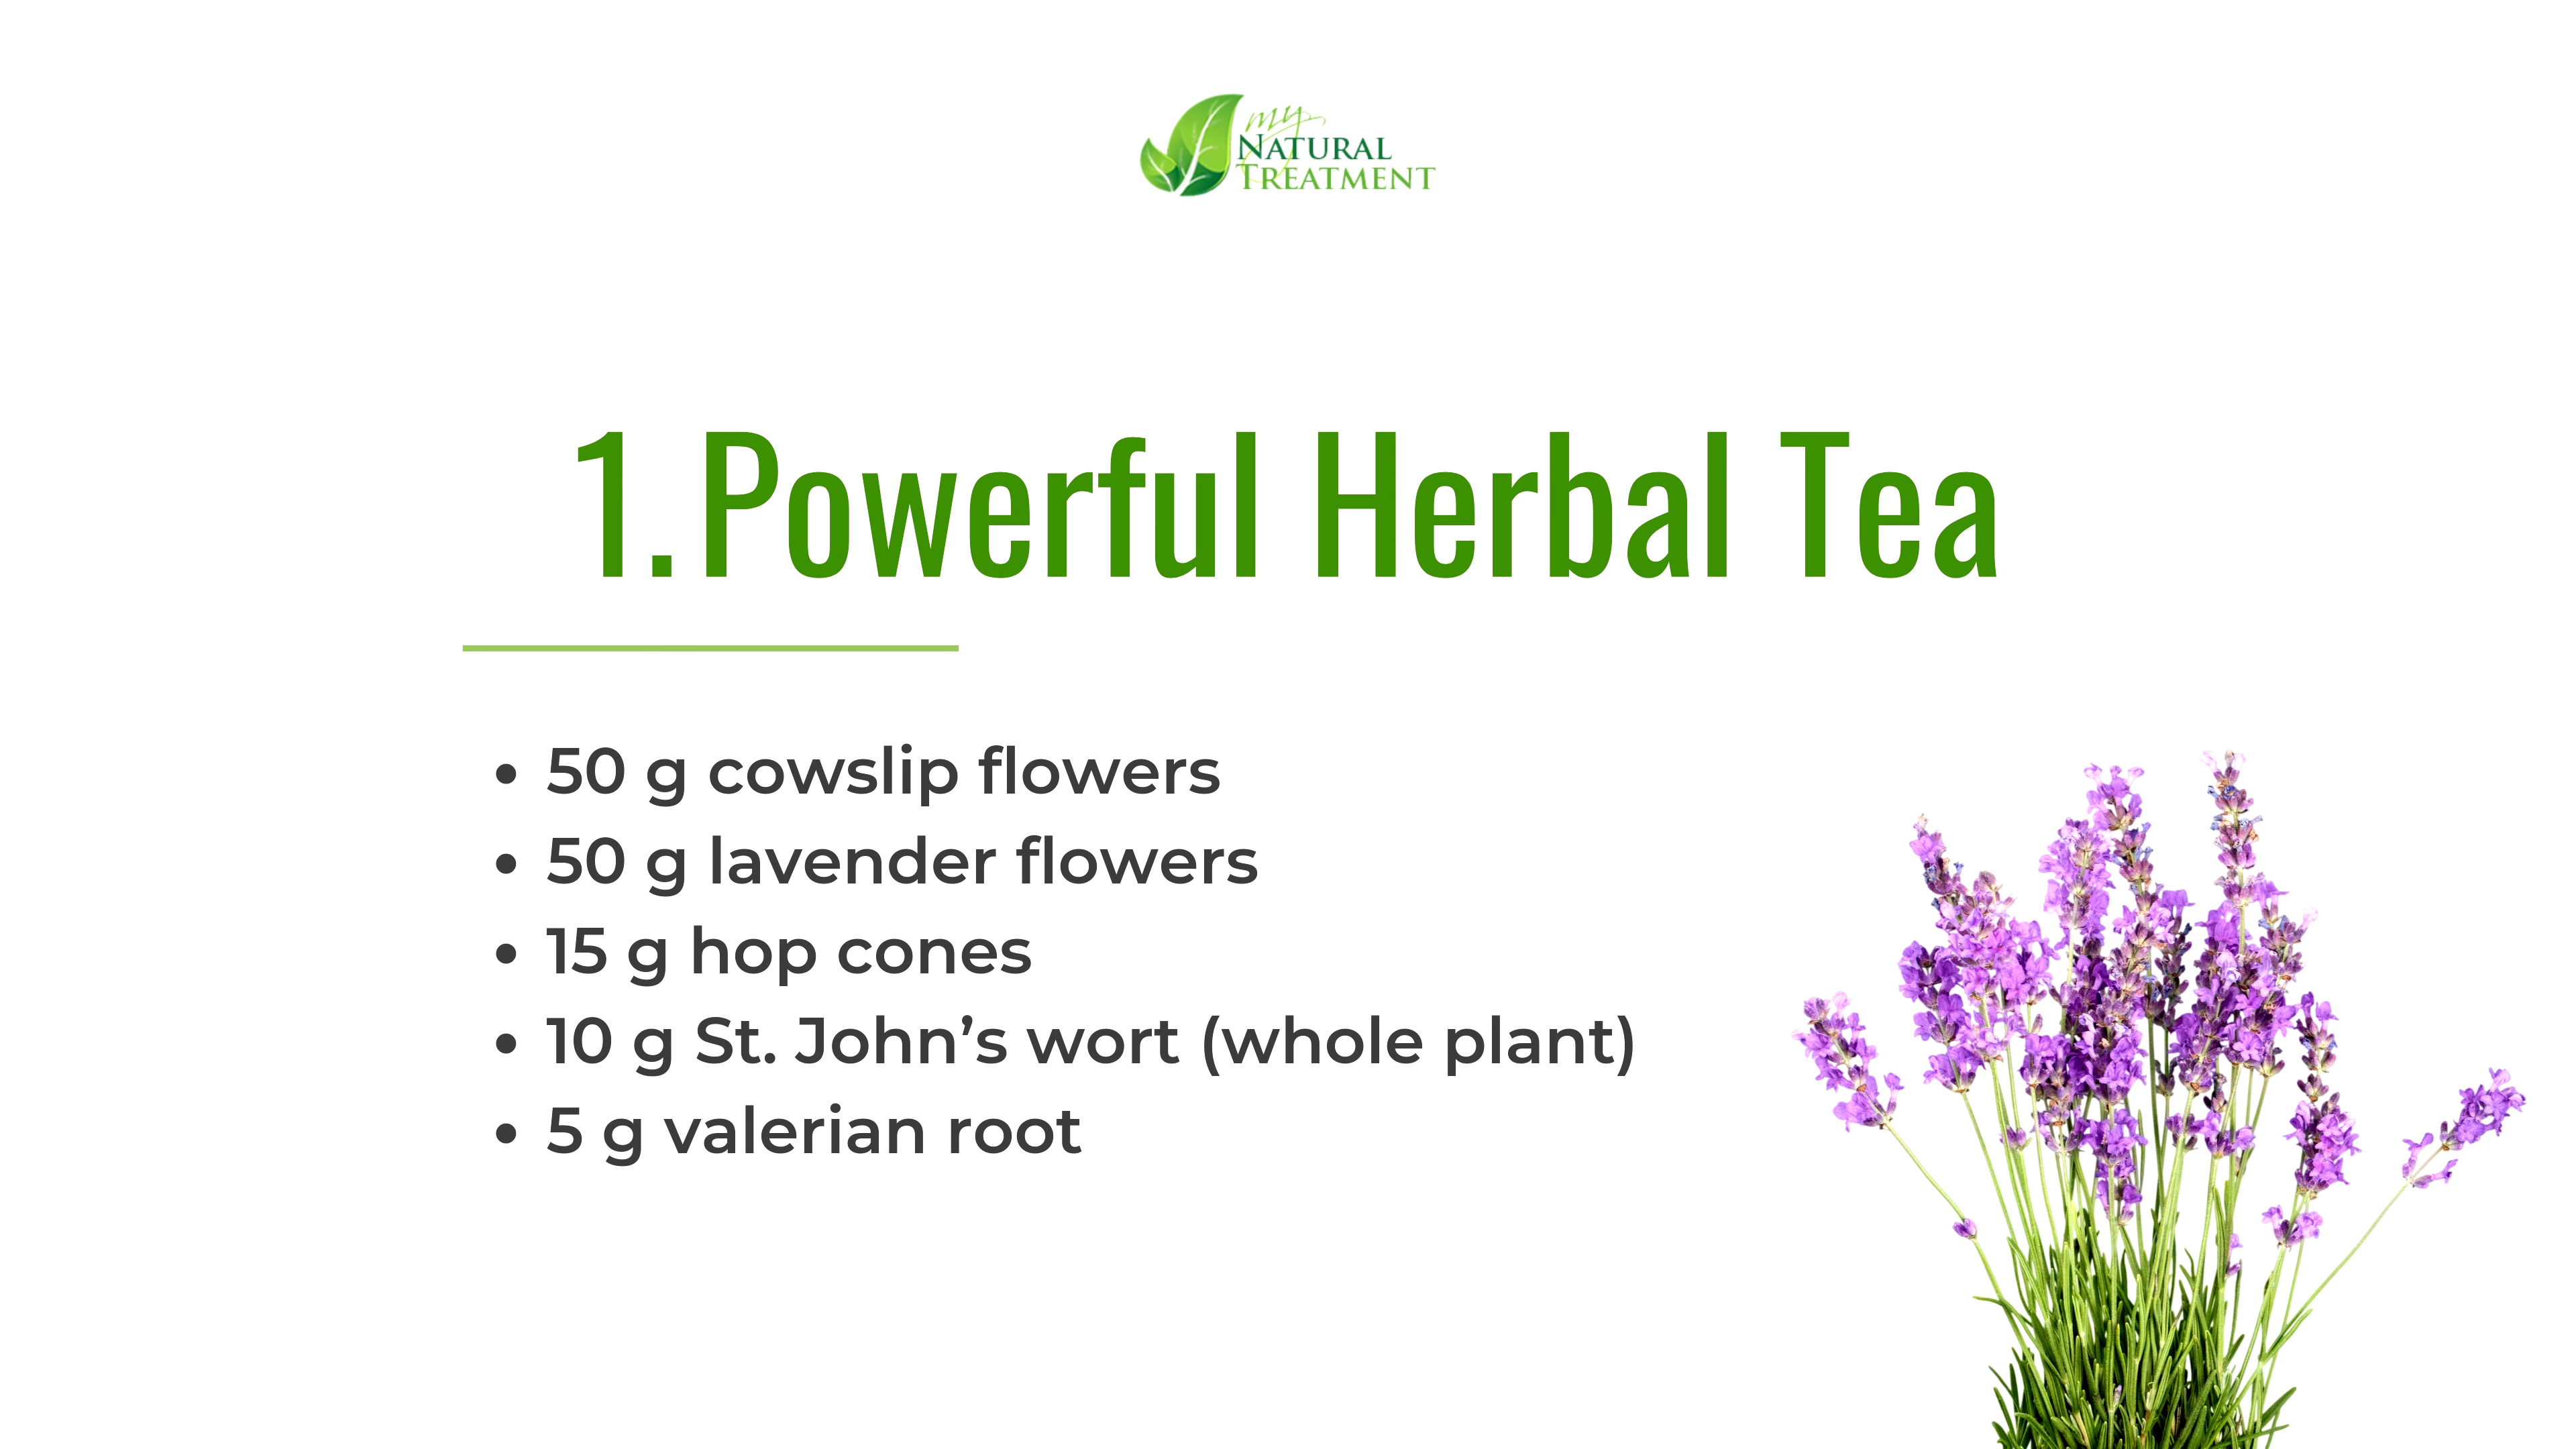 my
NATURAL
TREATMENT
1. Powerful Herbal Tea
• 50 g cowslip flowers
• 50 g lavender flowers
• 15 g hop cones
• 10 g St. John’s wort (whole plant)
• 5 g valerian root